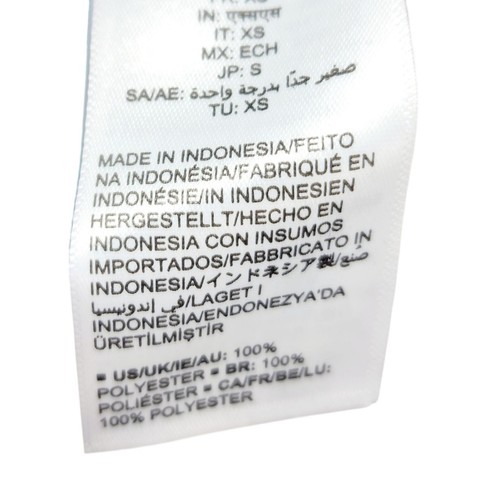 IN: एक्सएस
IT: XS
MX: ECH
JP: S
SA/AE: صغير جدًا بدرجة واحدة
TU: XS
MADE IN INDONESIA/FEITO
NA INDONÉSIA/FABRIQUÉ EN
INDONÉSIE/IN INDONESIEN
HERGESTELLT/HECHO EN
INDONESIA CON INSUMOS
IMPORTADOS/FABBRICATO IN
INDONESIA/インドネシア製/صُنع
في إندونيسيا/LAGET I
INDONESIA/ENDONEZYA'DA
ÜRETİLMİŞTİR
▪ US/UK/IE/AU: 100%
POLYESTER ▪ BR: 100%
POLIÉSTER ▪ CA/FR/BE/LU:
100% POLYESTER